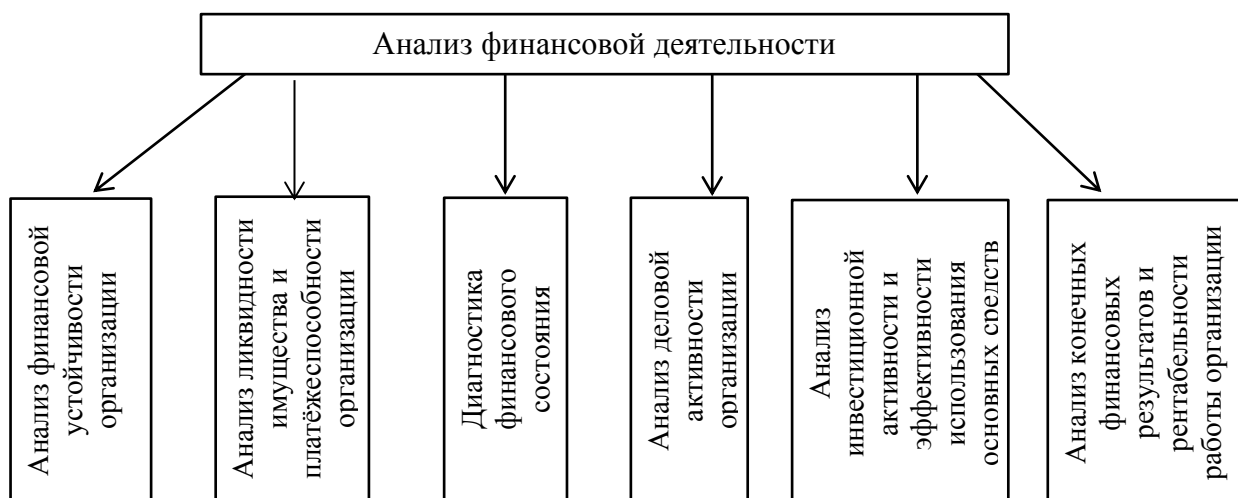 Анализ финансовой деятельности
Анализ финансовой
устойчивости
организации
Анализ ликвидности
имущества и
платёжеспособности
организации
Диагностика
финансового
состояния
Анализ деловой
активности
организации
Анализ
инвестиционной
активности и
эффективности
использования
основных средств
Анализ конечных
финансовых
результатов и
рентабельности
работы организации